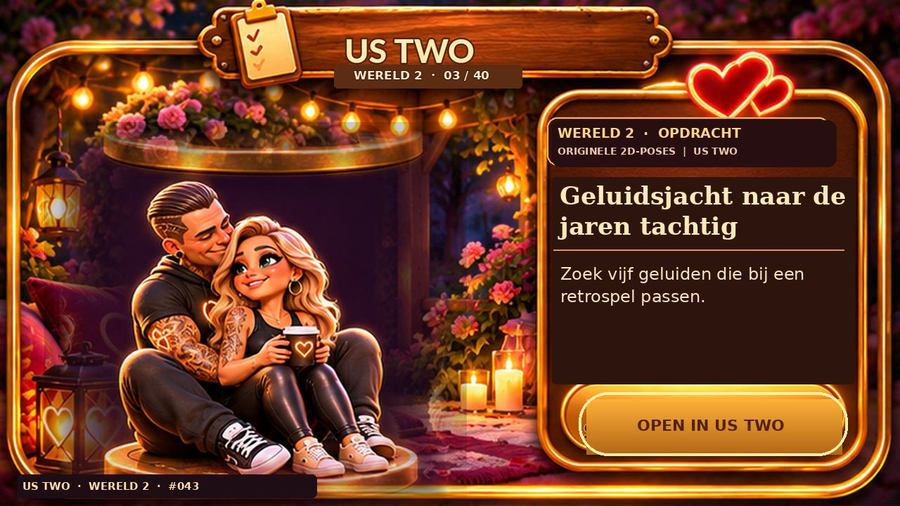 US TWO
WERELD 2 · 03 / 40
WERELD 2 · OPDRACHT
ORIGINELE 2D-POSES | US TWO
Geluidsjacht naar de
jaren tachtig
Zoek vijf geluiden die bij een
retrospel passen.
OPEN IN US TWO
US TWO · WERELD 2 · #043